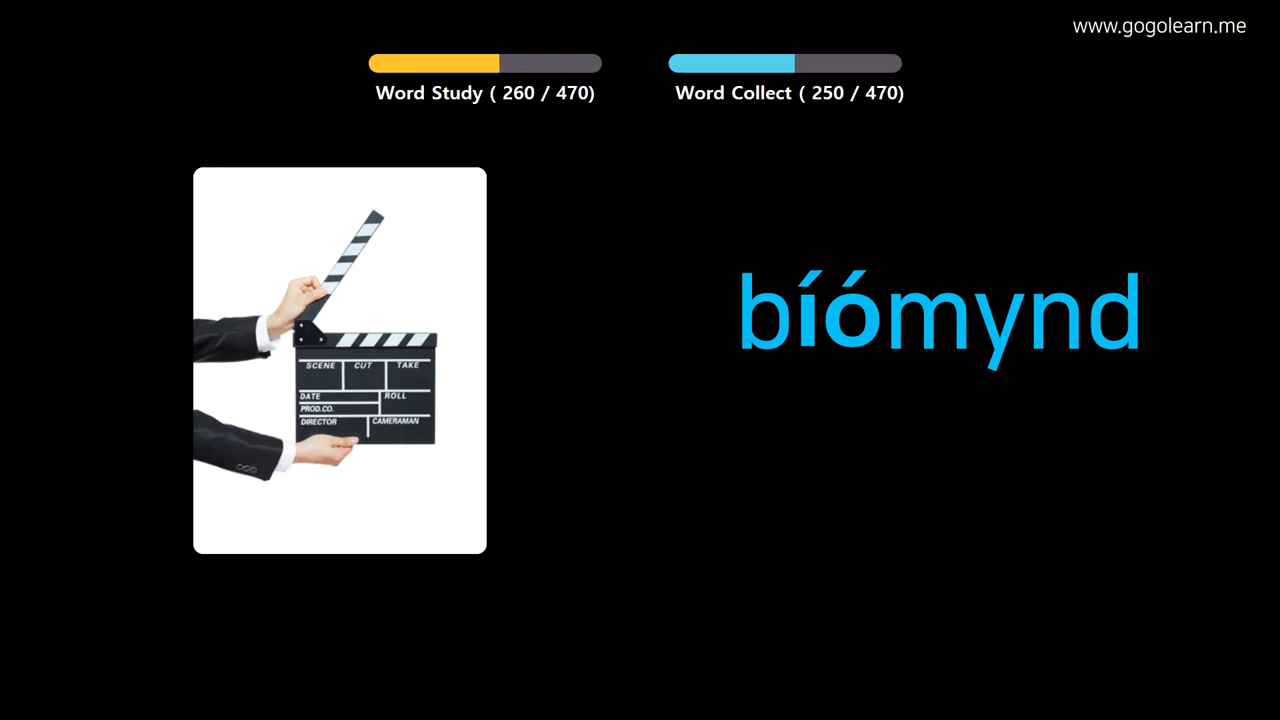 www.gogolearn.me
Word Study ( 260 / 470)
Word Collect ( 250 / 470)
bíómynd
SCENE CUT TAKE
DATE ROLL
PROD.CO.
DIRECTOR CAMERAMAN